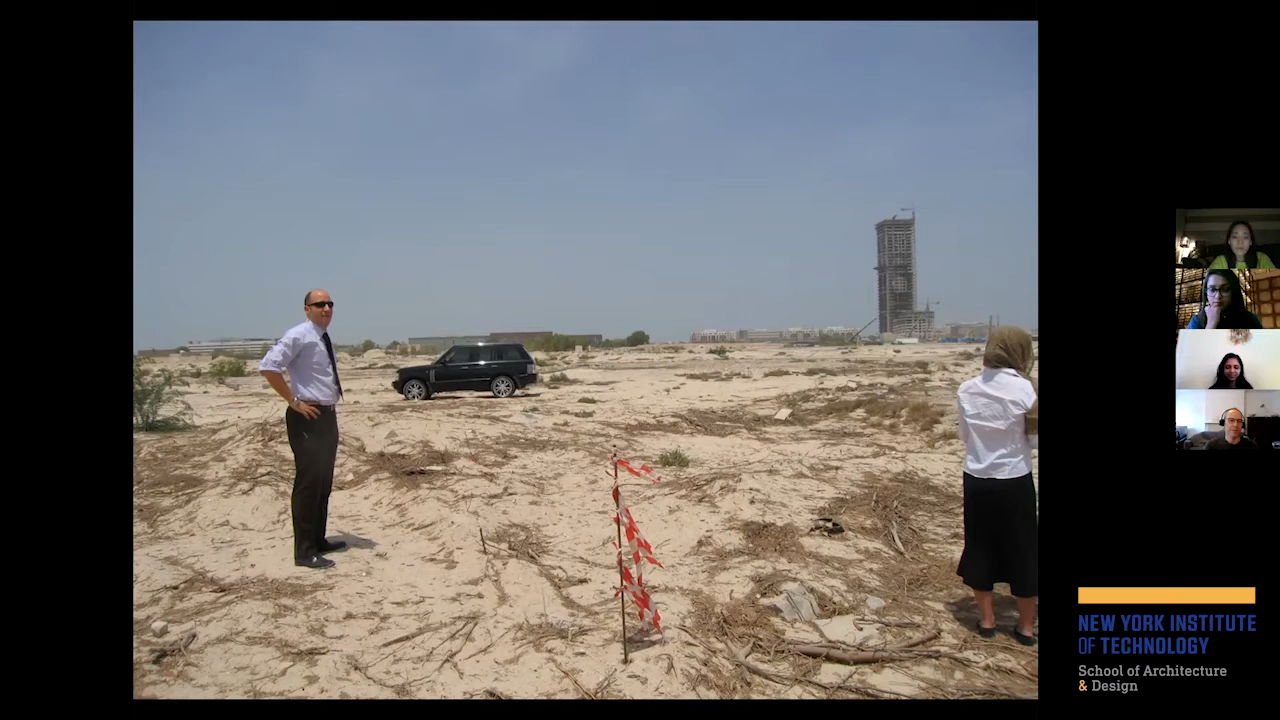 NEW YORK INSTITUTE
OF TECHNOLOGY
School of Architecture
& Design